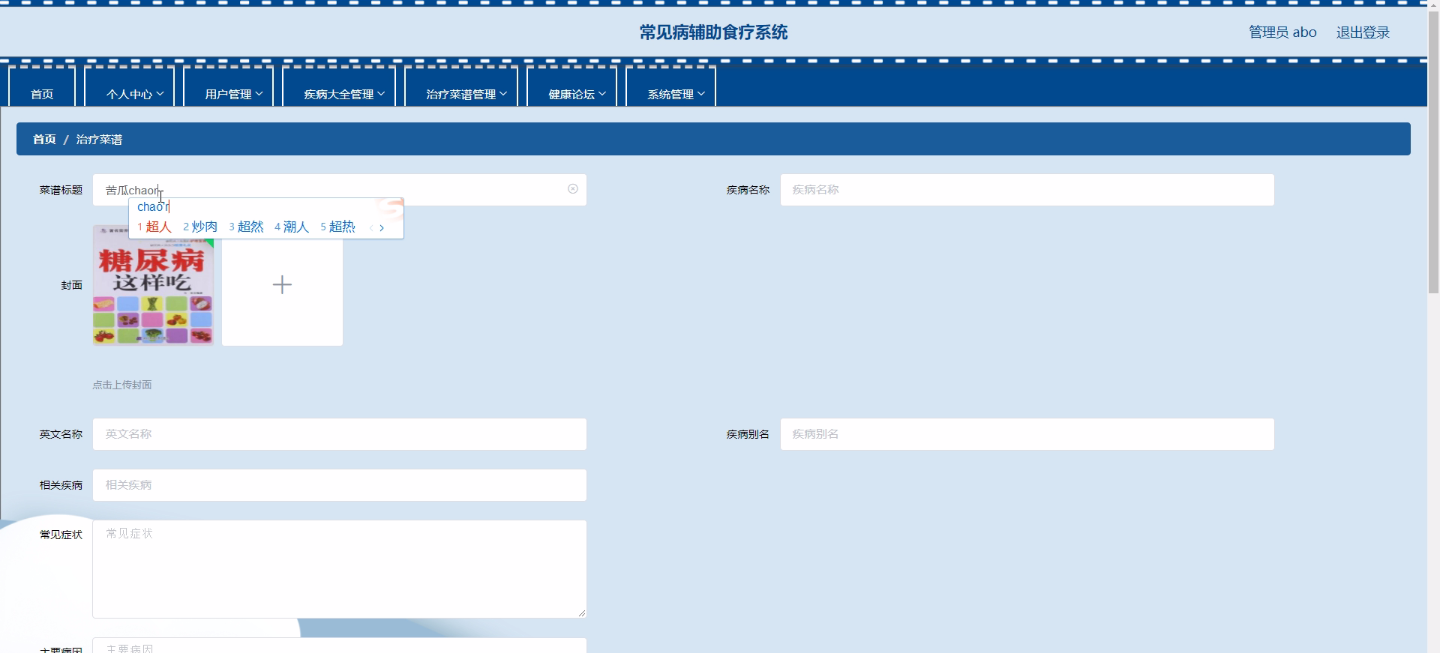 常见病辅助食疗系统
管理员 abo 退出登录
首页 个人中心 用户管理 疾病大全管理 治疗菜谱管理 健康论坛 系统管理
首页 / 治疗菜谱
菜谱标题 苦瓜chaor 疾病名称 疾病名称
chao'r
1 超人 2 炒肉 3 超然 4 潮人 5 超热
糖尿病
这样吃
封面
点击上传封面
英文名称 英文名称 疾病别名 疾病别名
相关疾病 相关疾病
常见症状 常见症状
主要病因 主要病因